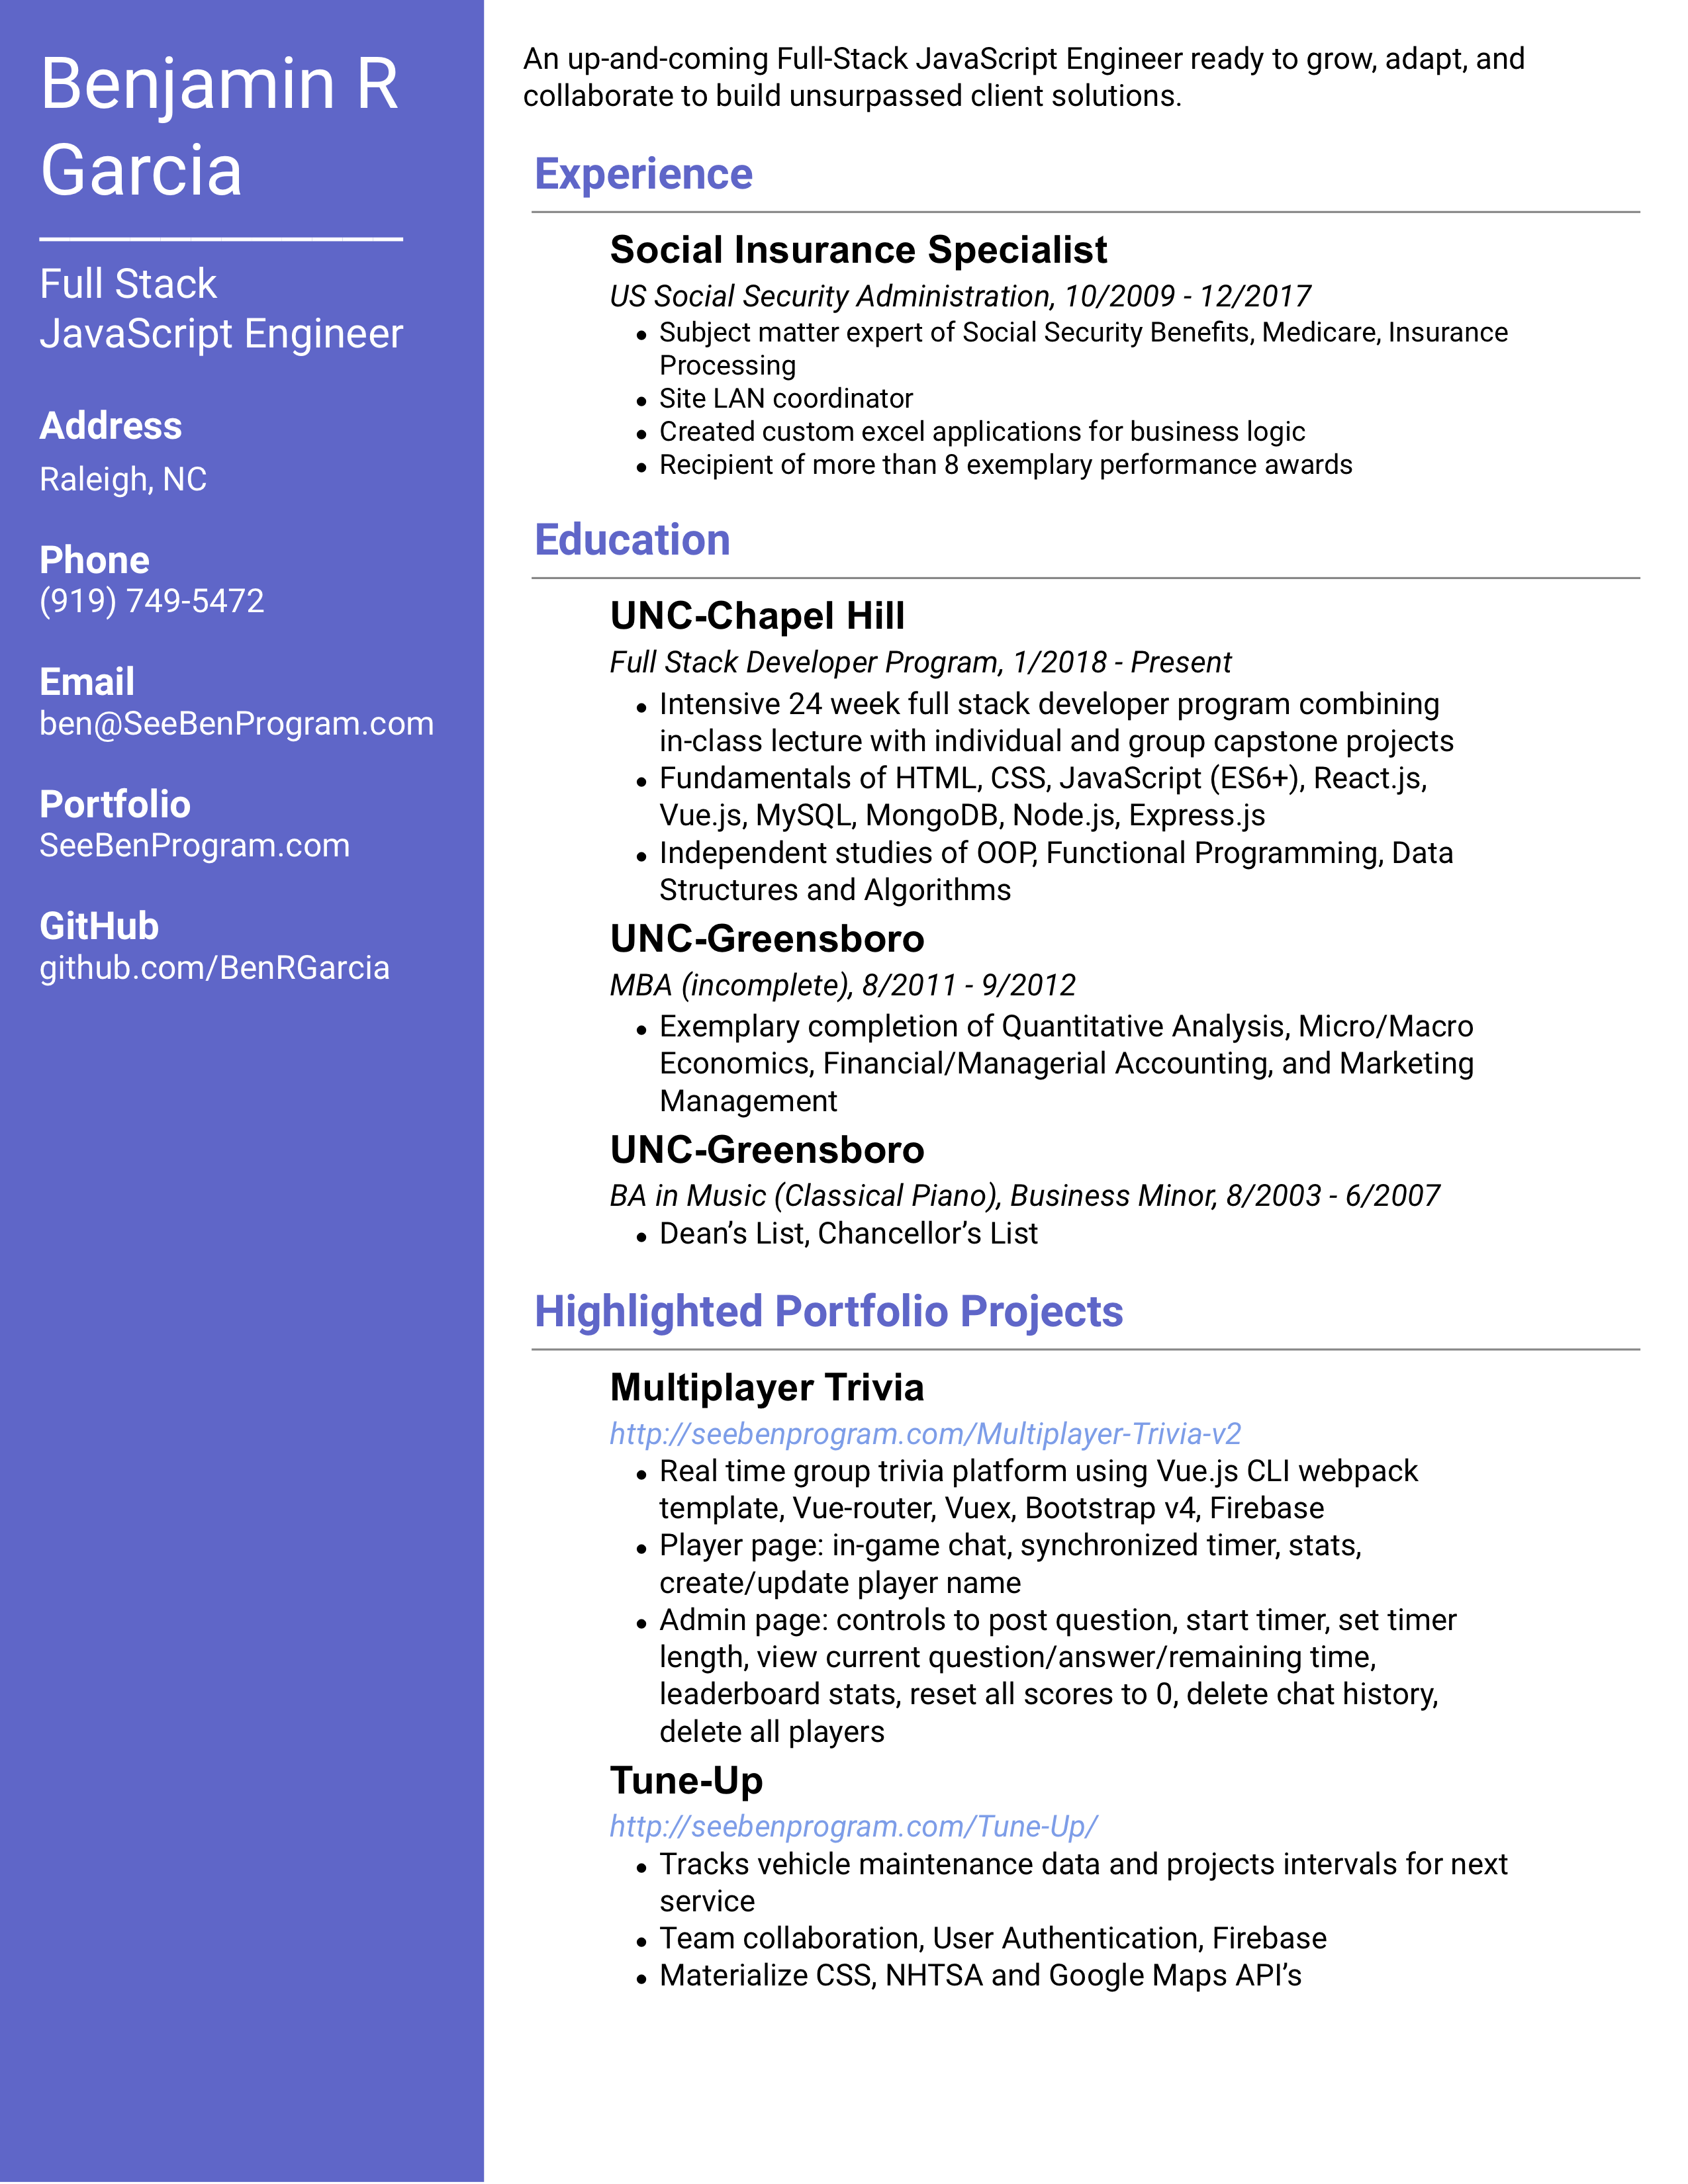 Benjamin R
Garcia
Full Stack
JavaScript Engineer
Address
Raleigh, NC
Phone
(919) 749-5472
Email
ben@SeeBenProgram.com
Portfolio
SeeBenProgram.com
GitHub
github.com/BenRGarcia
An up-and-coming Full-Stack JavaScript Engineer ready to grow, adapt, and
collaborate to build unsurpassed client solutions.
Experience
Social Insurance Specialist
US Social Security Administration, 10/2009 - 12/2017
● Subject matter expert of Social Security Benefits, Medicare, Insurance
Processing
● Site LAN coordinator
● Created custom excel applications for business logic
● Recipient of more than 8 exemplary performance awards
Education
UNC-Chapel Hill
Full Stack Developer Program, 1/2018 - Present
● Intensive 24 week full stack developer program combining
in-class lecture with individual and group capstone projects
● Fundamentals of HTML, CSS, JavaScript (ES6+), React.js,
Vue.js, MySQL, MongoDB, Node.js, Express.js
● Independent studies of OOP, Functional Programming, Data
Structures and Algorithms
UNC-Greensboro
MBA (incomplete), 8/2011 - 9/2012
● Exemplary completion of Quantitative Analysis, Micro/Macro
Economics, Financial/Managerial Accounting, and Marketing
Management
UNC-Greensboro
BA in Music (Classical Piano), Business Minor, 8/2003 - 6/2007
● Dean’s List, Chancellor’s List
Highlighted Portfolio Projects
Multiplayer Trivia
http://seebenprogram.com/Multiplayer-Trivia-v2
● Real time group trivia platform using Vue.js CLI webpack
template, Vue-router, Vuex, Bootstrap v4, Firebase
● Player page: in-game chat, synchronized timer, stats,
create/update player name
● Admin page: controls to post question, start timer, set timer
length, view current question/answer/remaining time,
leaderboard stats, reset all scores to 0, delete chat history,
delete all players
Tune-Up
http://seebenprogram.com/Tune-Up/
● Tracks vehicle maintenance data and projects intervals for next
service
● Team collaboration, User Authentication, Firebase
● Materialize CSS, NHTSA and Google Maps API’s